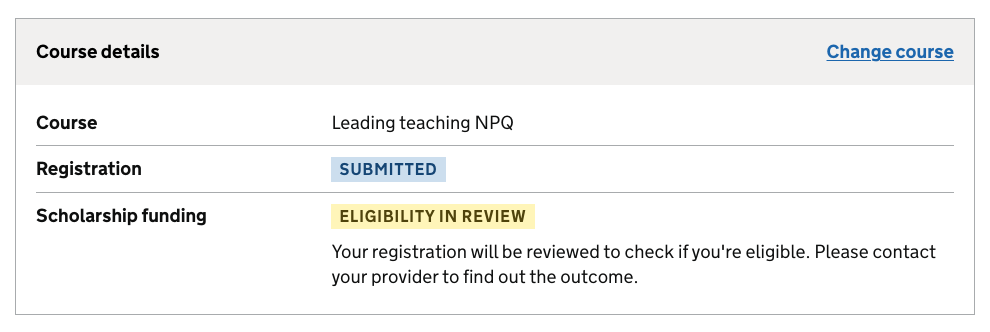 Course details
Change course
Course
Leading teaching NPQ
Registration
SUBMITTED
Scholarship funding
ELIGIBILITY IN REVIEW
Your registration will be reviewed to check if you're eligible. Please contact
your provider to find out the outcome.